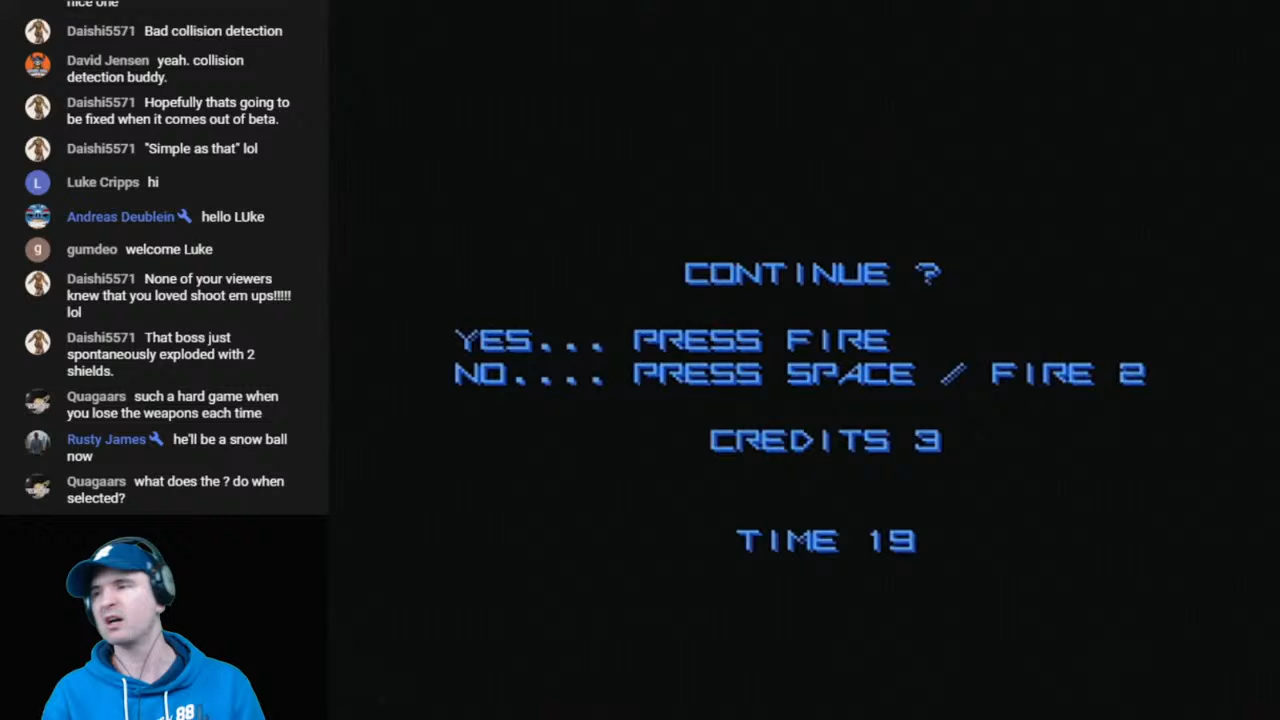 nice one
Daishi5571 Bad collision detection
David Jensen yeah. collision
detection buddy.
Daishi5571 Hopefully thats going to
be fixed when it comes out of beta.
Daishi5571 "Simple as that" lol
L
Luke Cripps hi
Andreas Deublein hello LUke
g
gumdeo welcome Luke
Daishi5571 None of your viewers
knew that you loved shoot em ups!!!!!
lol
Daishi5571 That boss just
spontaneously exploded with 2
shields.
Quagaars such a hard game when
you lose the weapons each time
Rusty James he'll be a snow ball
now
Quagaars what does the ? do when
selected?
CONTINUE ?
YES... PRESS FIRE
NO.... PRESS SPACE / FIRE 2
CREDITS 3
TIME 19
88